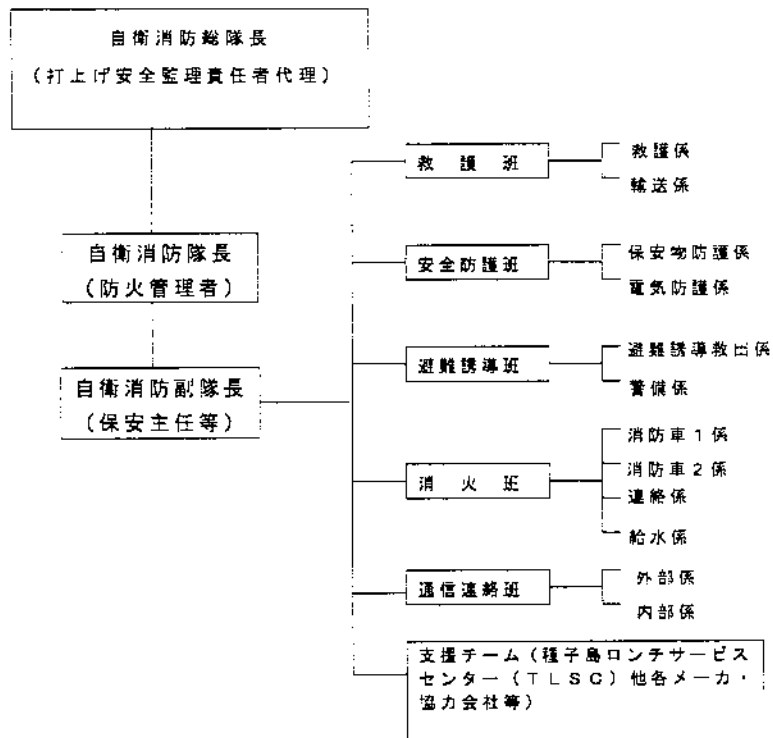 自衛消防総隊長
(打上げ安全監理責任者代理)
自衛消防隊長
(防火管理者)
自衛消防副隊長
(保安主任等)
救護班
救護係
輸送係
安全防護班
保安物防護係
電気防護係
避難誘導班
避難誘導救出係
警備係
消火班
消防車1係
消防車2係
連絡係
給水係
通信連絡班
外部係
内部係
支援チーム(種子島ロンチサービス
センター(TLSC)他各メーカ・
協力会社等)